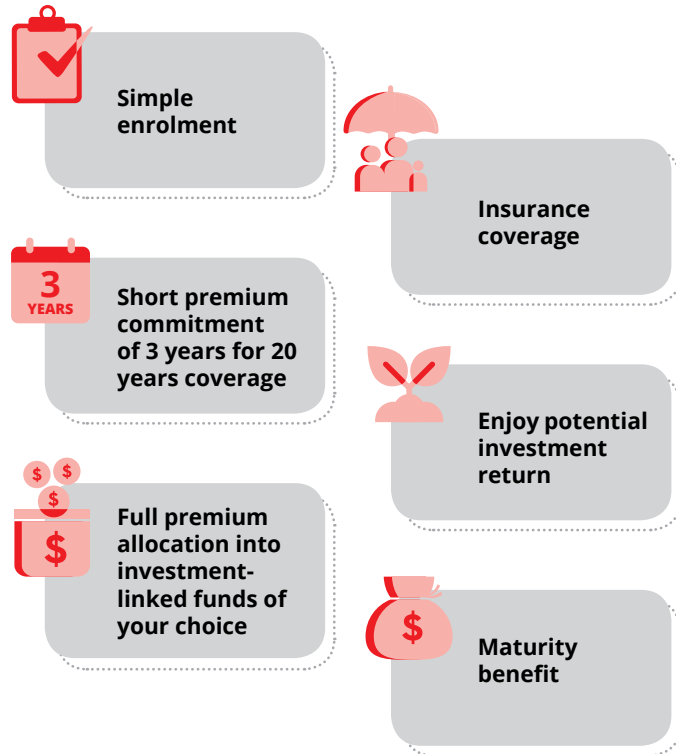 Simple
enrolment
Insurance
coverage
3
YEARS
Short premium
commitment
of 3 years for 20
years coverage
Enjoy potential
investment
return
$
$
$
$
Full premium
allocation into
investment-
linked funds of
your choice
$
Maturity
benefit